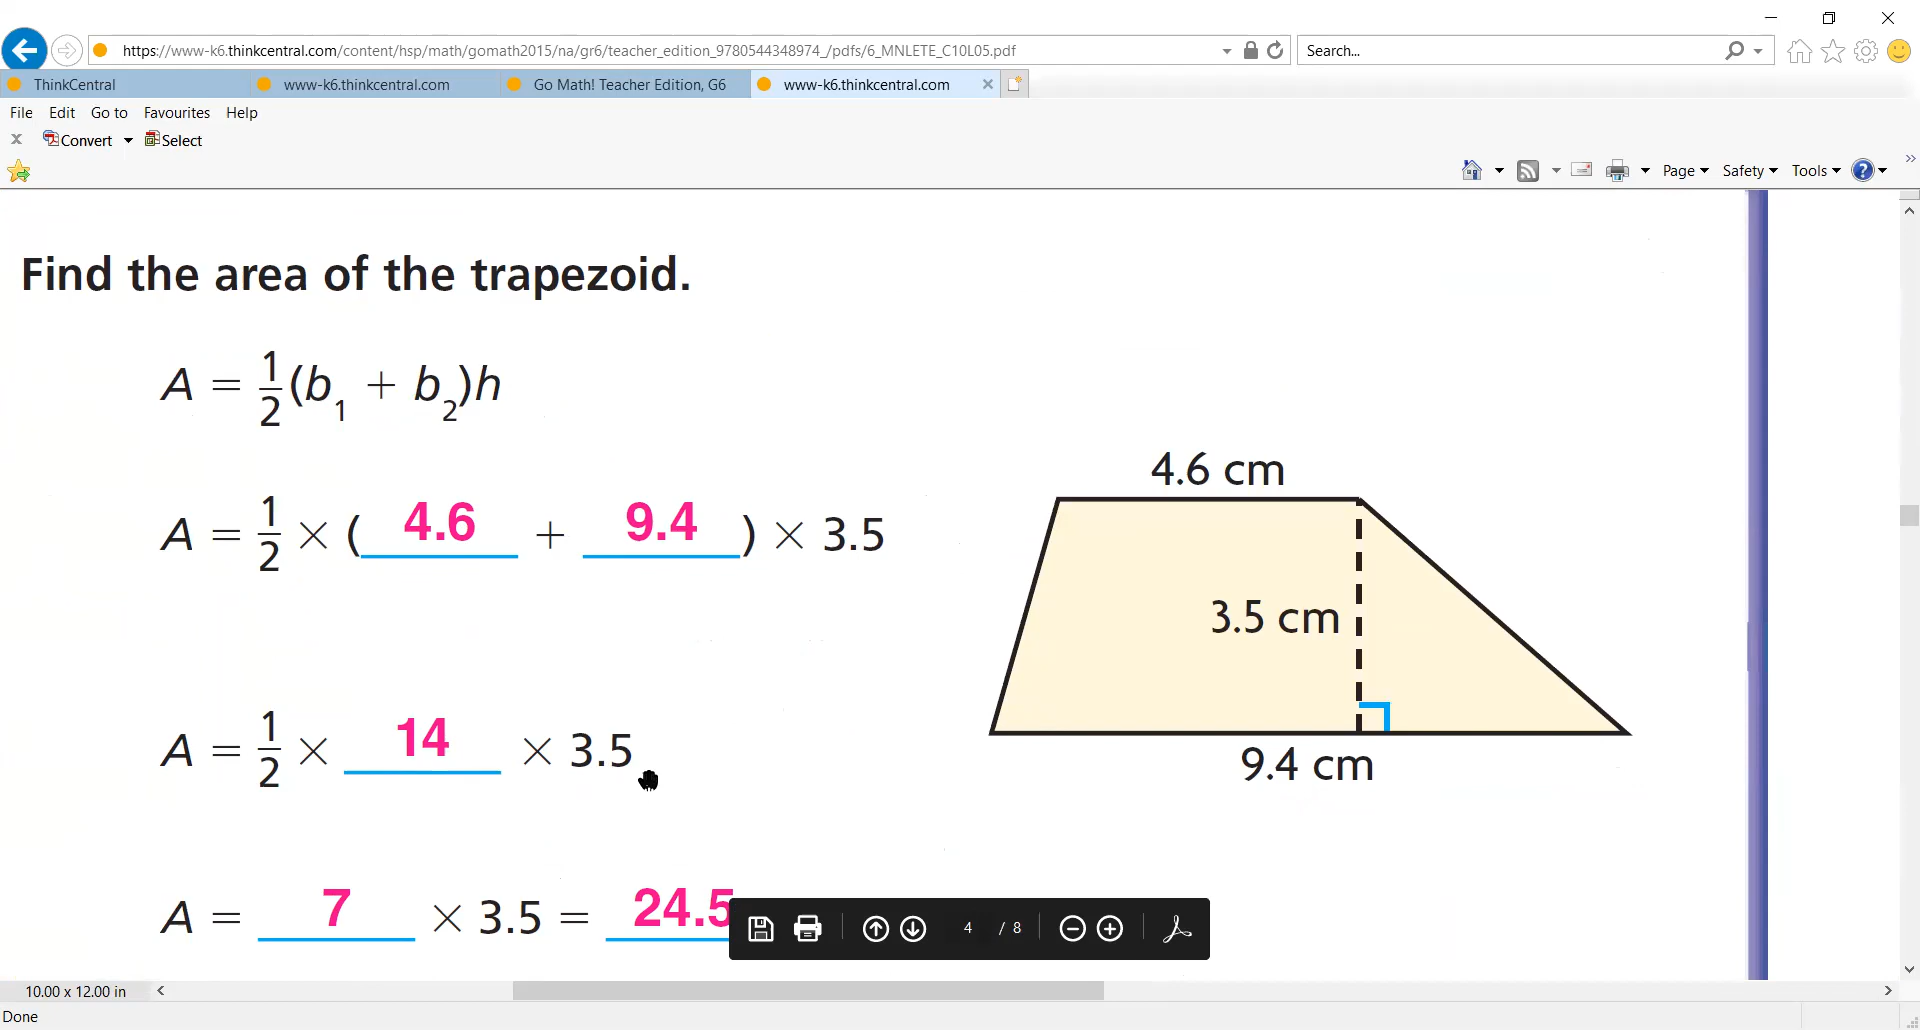 https://www-k6.thinkcentral.com/content/hsp/math/gomath2015/na/gr6/teacher_edition_9780544348974_/pdfs/6_MNLETE_C10L05.pdf
Search...
ThinkCentral
www-k6.thinkcentral.com
Go Math! Teacher Edition, G6
www-k6.thinkcentral.com
File Edit Go to Favourites Help
x Convert Select
Page Safety Tools
Find the area of the trapezoid.
A = 1/2(b₁ + b₂)h
4.6 cm
A = 1/2 × (4.6 + 9.4) × 3.5
3.5 cm
A = 1/2 × 14 × 3.5
9.4 cm
A = 7 × 3.5 = 24.5
4 / 8
10.00 x 12.00 in
Done